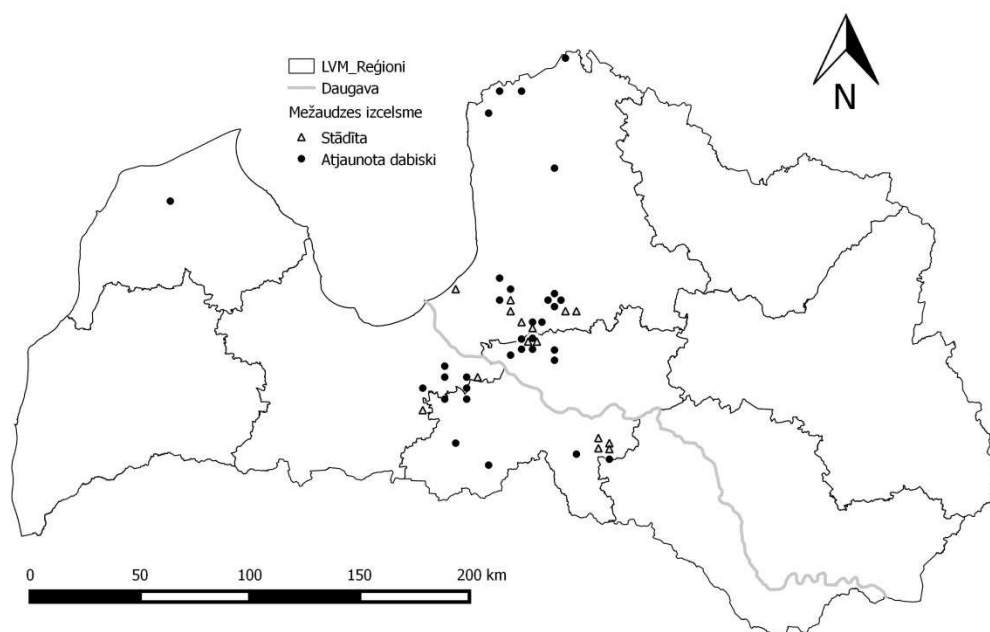 LVM_Reģioni
Daugava
Mežaudzes izcelsme
Stādīta
Atjaunota dabiski
N
0 50 100 150 200 km